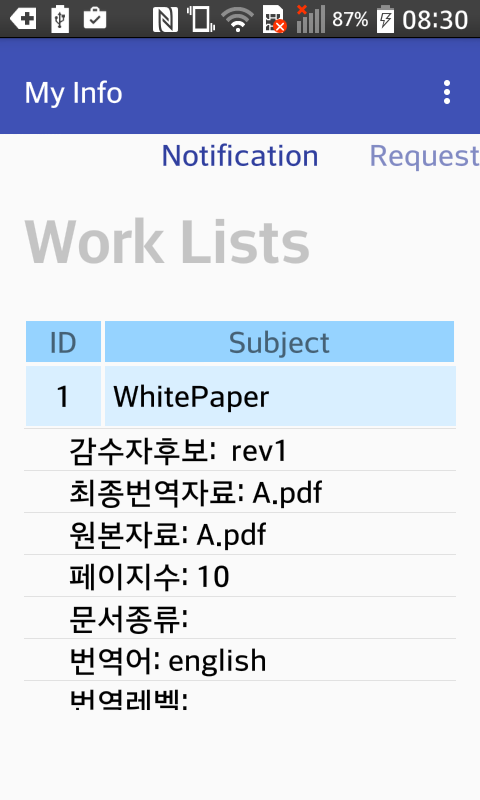 87% 08:30
My Info
Notification Request
Work Lists
ID Subject
1 WhitePaper
감수자후보: rev1
최종번역자료: A.pdf
원본자료: A.pdf
페이지수: 10
문서종류:
번역어: english
번역레벨: